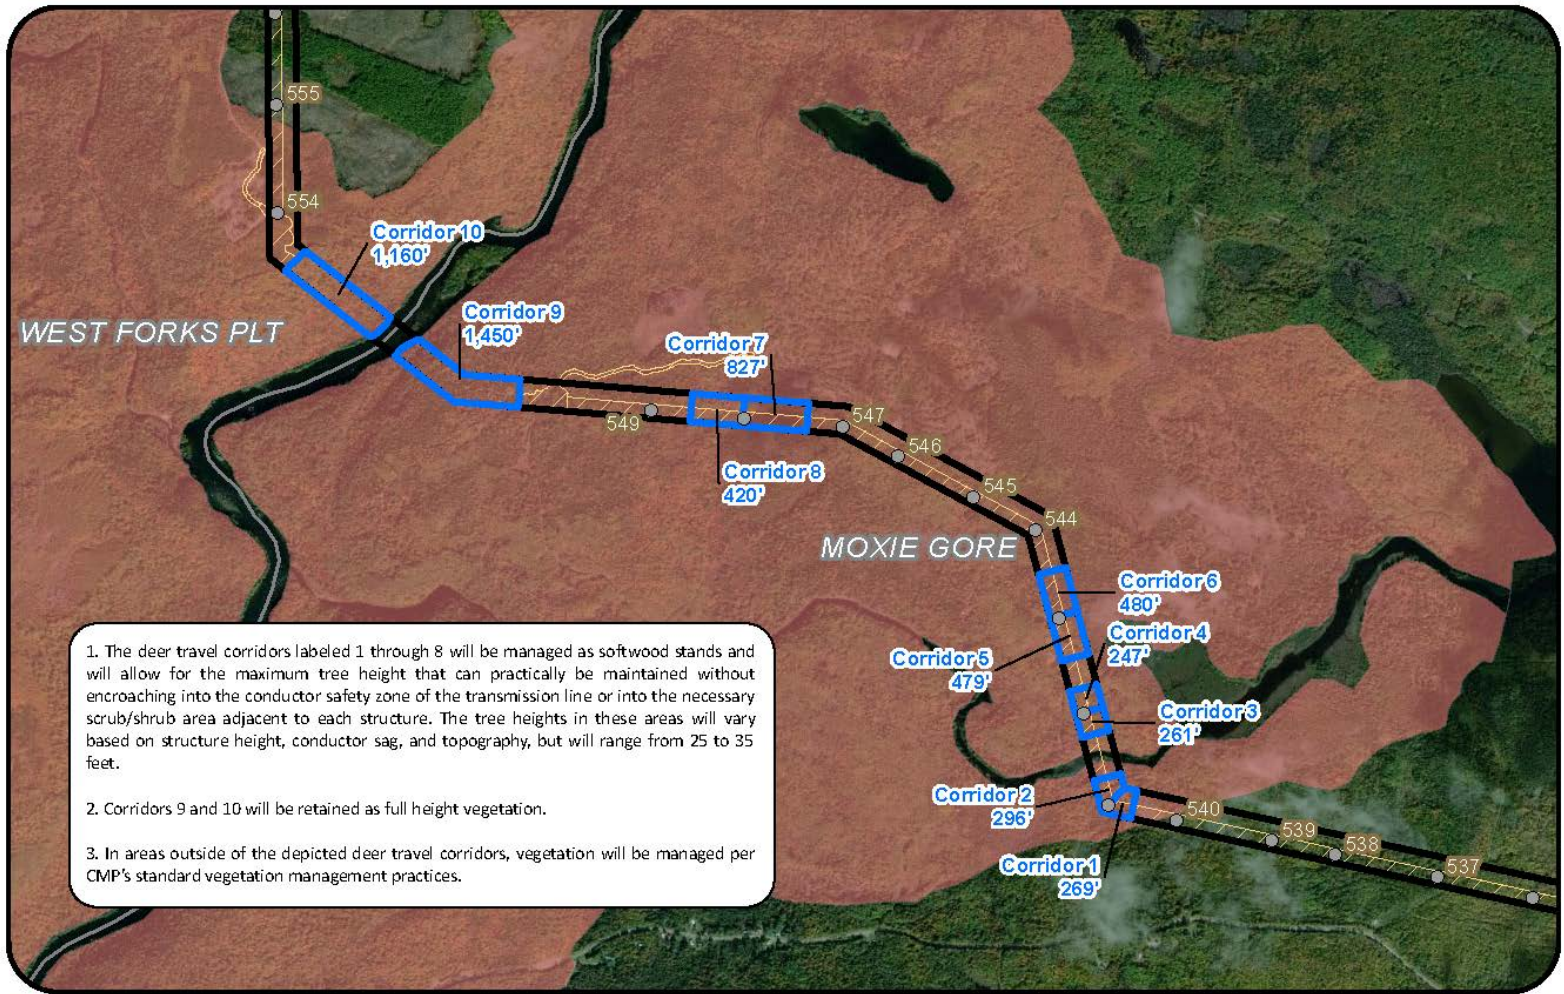 555
554
Corridor 10
1,160'
WEST FORKS PLT
Corridor 9
1,450'
Corridor 7
827'
549
547
546
Corridor 8
420'
545
544
MOXIE GORE
Corridor 6
480'
Corridor 4
247'
Corridor 5
479'
Corridor 3
261'
Corridor 2
296'
540
539
538
537
Corridor 1
269'
1. The deer travel corridors labeled 1 through 8 will be managed as softwood stands and
will allow for the maximum tree height that can practically be maintained without
encroaching into the conductor safety zone of the transmission line or into the necessary
scrub/shrub area adjacent to each structure. The tree heights in these areas will vary
based on structure height, conductor sag, and topography, but will range from 25 to 35
feet.
2. Corridors 9 and 10 will be retained as full height vegetation.
3. In areas outside of the depicted deer travel corridors, vegetation will be managed per
CMP's standard vegetation management practices.